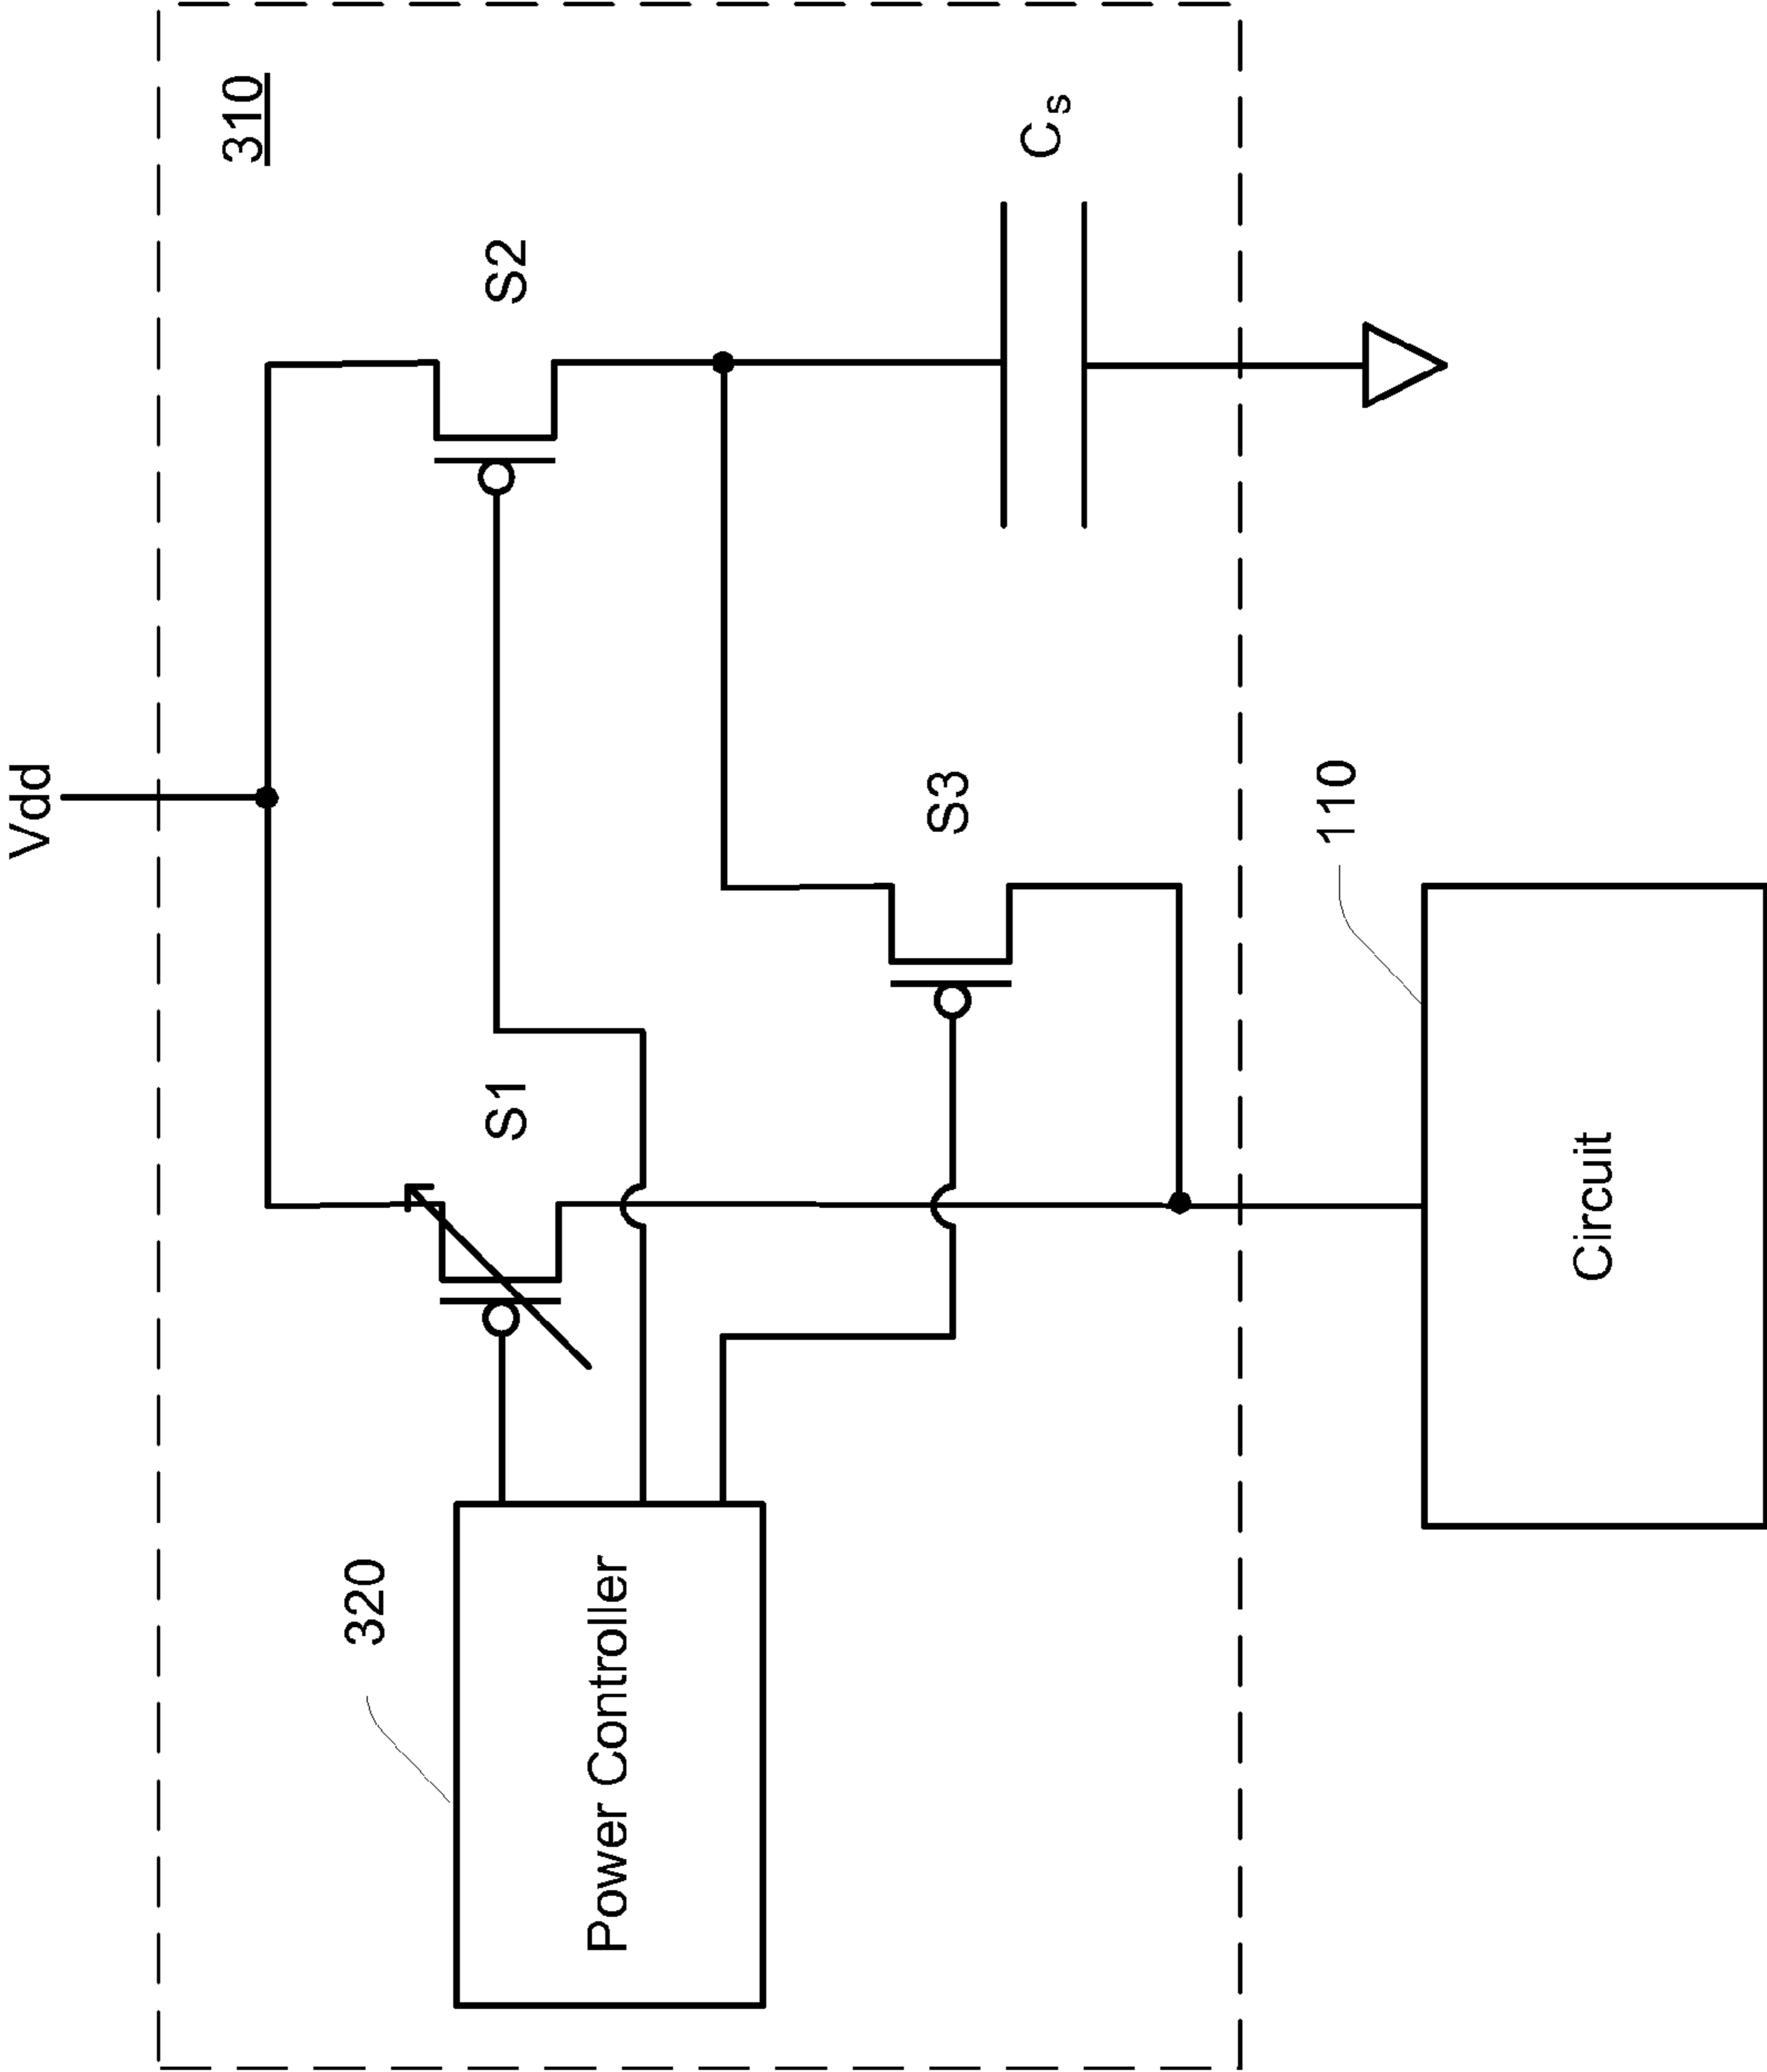 Vdd
310
S1
S2
320
Power Controller
S3
Cs
110
Circuit